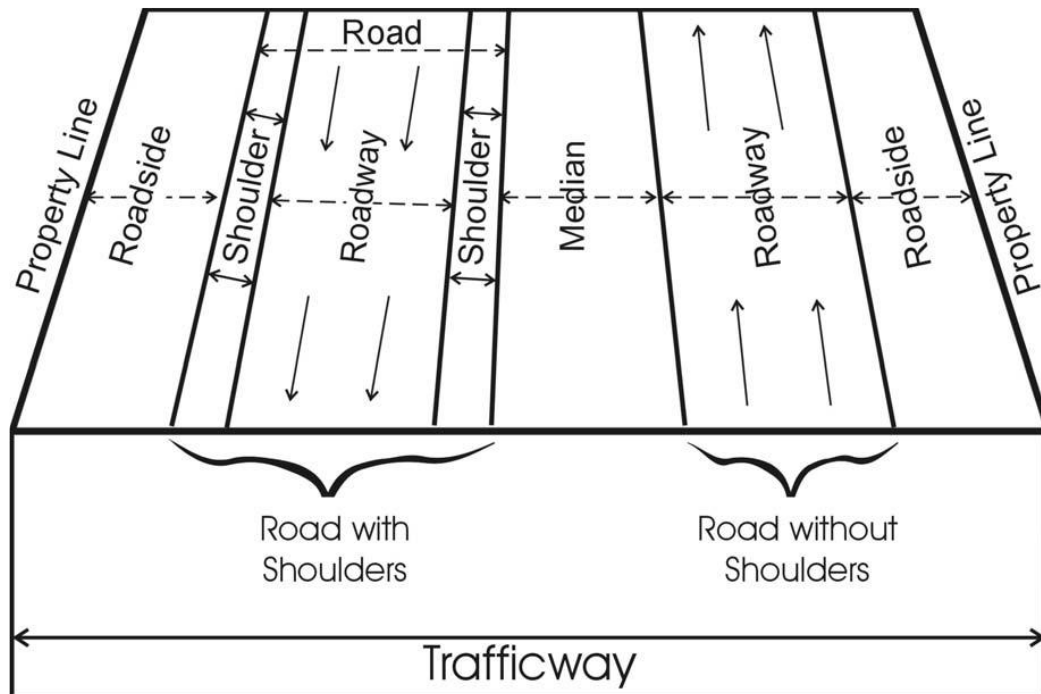 Road
Property Line
Roadside
Shoulder
Roadway
Shoulder
Median
Roadway
Roadside
Property Line
Road with
Shoulders
Road without
Shoulders
Trafficway